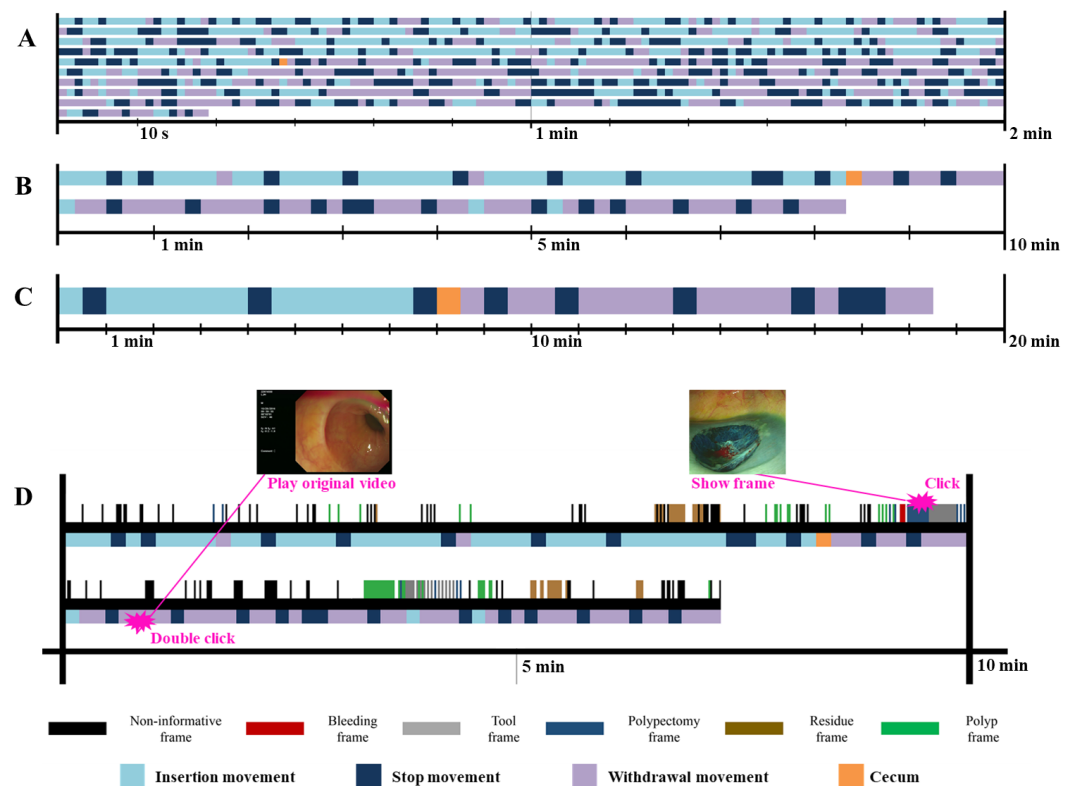 A
10 s
1 min
2 min
B
1 min
5 min
10 min
C
1 min
10 min
20 min
D
Play original video
Show frame
Click
Double click
5 min
10 min
Non-informative
frame
Bleeding
frame
Tool
frame
Polypectomy
frame
Residue
frame
Polyp
frame
Insertion movement
Stop movement
Withdrawal movement
Cecum